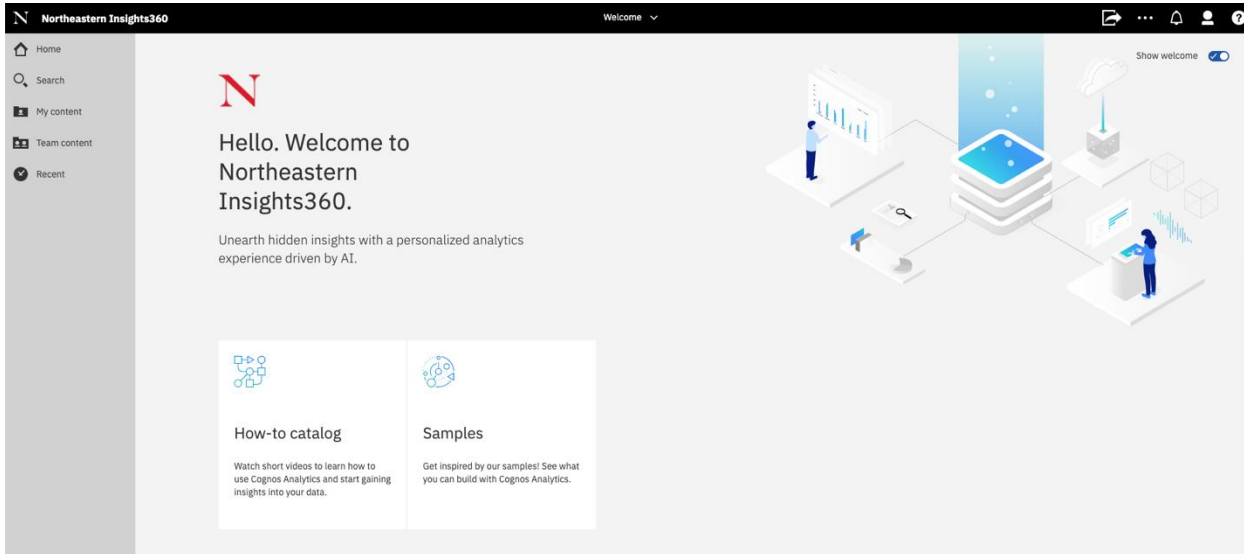 N Northeastern Insights360
Welcome
?
Home
Search
My content
Team content
Recent
Show welcome
N
Hello. Welcome to
Northeastern
Insights360.
Unearth hidden insights with a personalized analytics
experience driven by AI.
How-to catalog
Watch short videos to learn how to
use Cognos Analytics and start gaining
insights into your data.
Samples
Get inspired by our samples! See what
you can build with Cognos Analytics.